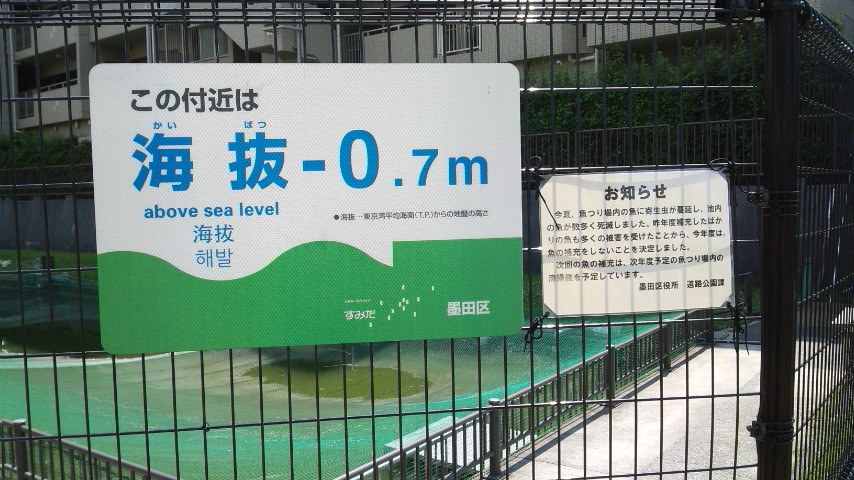 この付近は
かい ばつ
海抜-0.7m
above sea level
●海抜…東京湾平均海面(T.P.)からの地盤の高さ
海拔
해발
すみだ
墨田区
お知らせ
今夏、魚つり場内の魚に寄生虫が蔓延し、池内
の魚が数多く死滅しました。昨年度補充したばか
りの魚も多くの被害を受けたことから、今年度は、
魚の補充をしないことを決定しました。
次回の魚の補充は、次年度予定の魚つり場内の
清掃後を予定しています。
墨田区役所 道路公園課